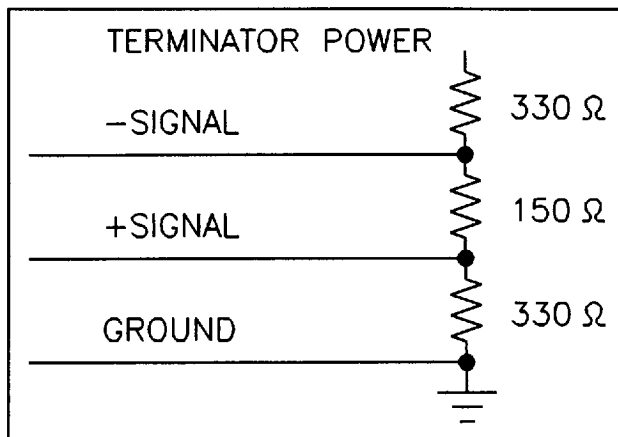 TERMINATOR POWER
330 Ω
−SIGNAL
150 Ω
+SIGNAL
330 Ω
GROUND